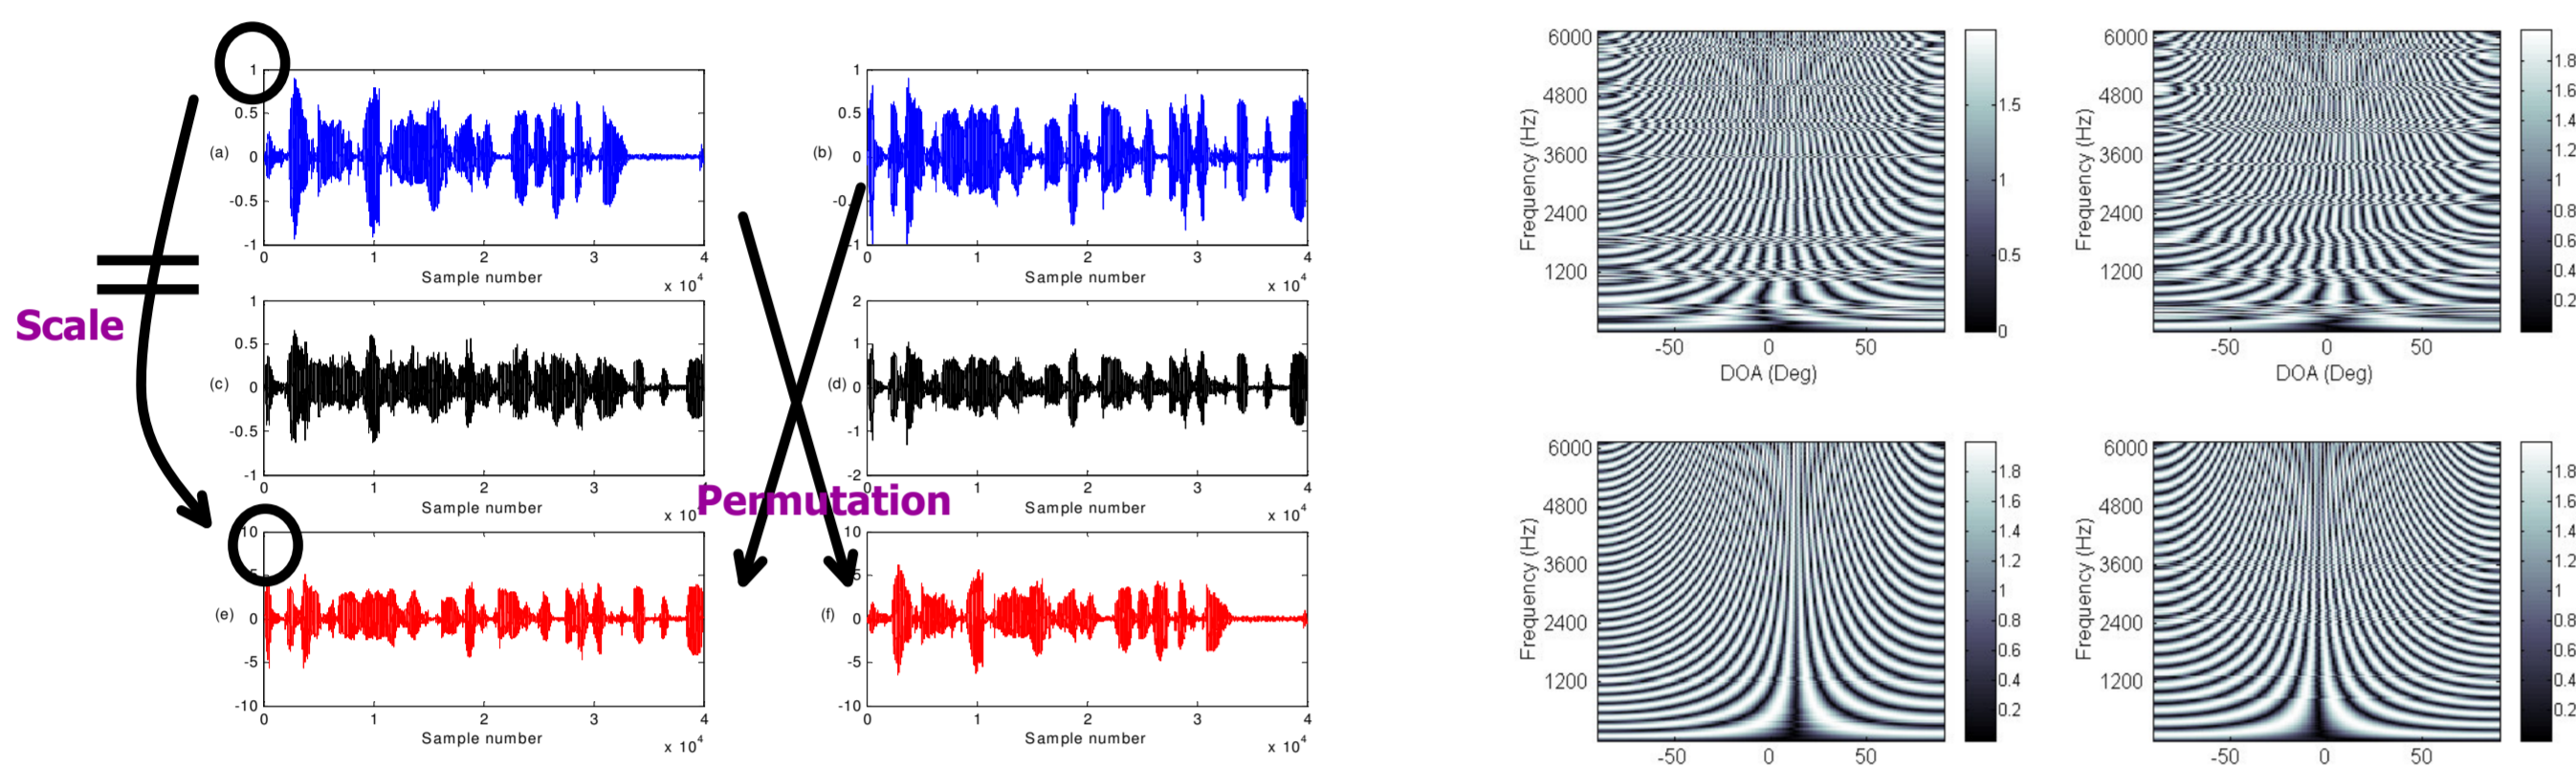 1
0.5
(a)
0
-0.5
-1
0 1 2 3 4
Sample number
x 10^4
1
0.5
(b)
0
-0
-1
0 1 2 3 4
Sample number
x 10^4
Scale
1
0.5
(c)
0
-0.5
-1
0 1 2 3 4
Sample number
x 10
2
1
(d)
0
-1
-2
0 1 2 3 4
Sample number
x 10^4
Permutation
10
5
(e)
0
-5
-10
0 1 2 3 4
Sample number
x 10^4
5
(f)
0
-5
-10
0 1 2 3 4
Sample number
x 10^4
Frequency (Hz)
6000
4800
3600
2400
1200
-50 0 50
DOA (Deg)
1.5
1
0.5
0
Frequency (Hz)
6000
4800
3600
2400
1200
-50 0 50
DOA (Deg)
1.8
1.6
1.4
1.2
1
0.8
0.6
0.4
0.2
Frequency (Hz)
6000
4800
3600
2400
1200
-50 0 50
1.8
1.6
1.4
1.2
1
0.8
0.6
0.4
0.2
Frequency (Hz)
6000
4800
3600
2400
1200
-50 0 50
1.8
1.6
1.4
1.2
1
0.8
0.6
0.4
0.2